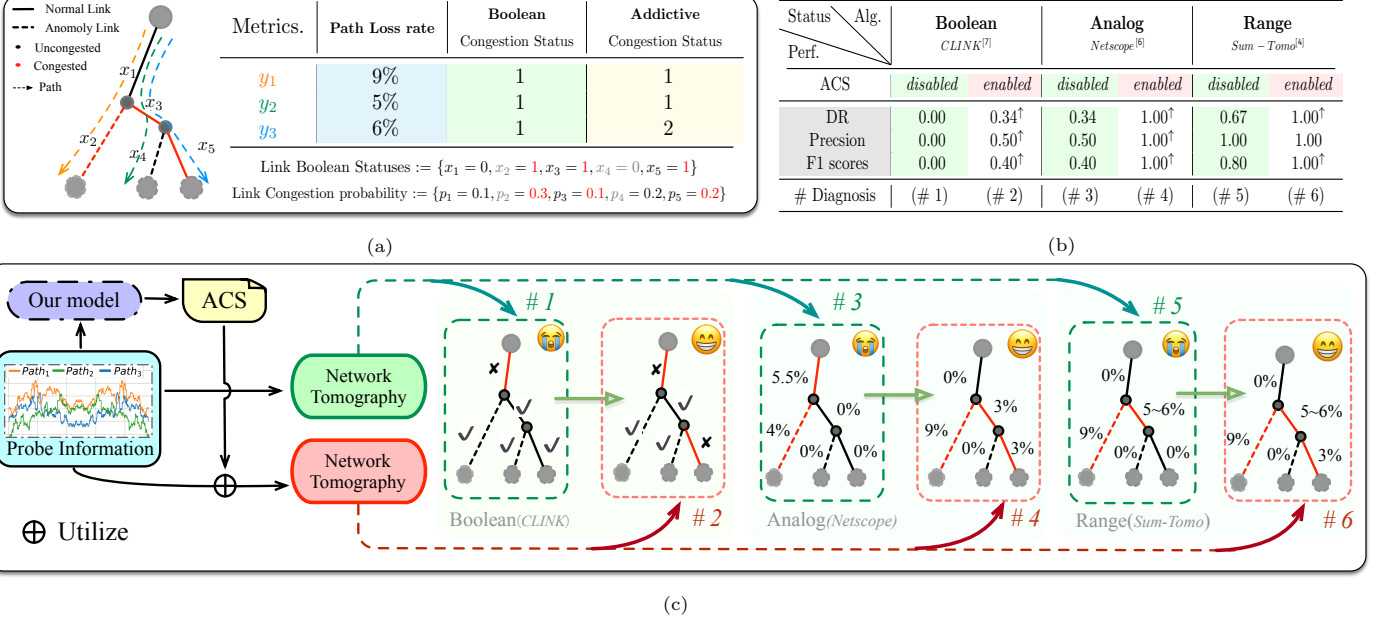 Normal Link
Anomoly Link
Uncongested
Congested
Path
x1
x2
x3
x4
x5
Metrics. Path Loss rate Boolean Congestion Status Addictive Congestion Status
y1 9% 1 1
y2 5% 1 1
y3 6% 1 2
Link Boolean Statuses := {x1 = 0, x2 = 1, x3 = 1, x4 = 0, x5 = 1}
Link Congestion probability := {p1 = 0.1, p2 = 0.3, p3 = 0.1, p4 = 0.2, p5 = 0.2}
(a)
Status Alg. Perf. Boolean CLINK[7] Analog Netscope[6] Range Sum-Tomo[4]
ACS disabled enabled disabled enabled disabled enabled
DR 0.00 0.34↑ 0.34 1.00↑ 0.67 1.00↑
Precsion 0.00 0.50↑ 0.50 1.00↑ 1.00 1.00
F1 scores 0.00 0.40↑ 0.40 1.00↑ 0.80 1.00↑
# Diagnosis (# 1) (# 2) (# 3) (# 4) (# 5) (# 6)
(b)
Our model
ACS
Path1 Path2 Path3
Probe Information
⊕ Utilize
Network
Tomography
Network
Tomography
# 1
✘
✓
✓
✓
✓
Boolean(CLINK)
✘
✓
✓
✓
✘
# 2
# 3
5.5%
0%
4%
0%
0%
Analog(Netscope)
0%
3%
9%
0%
3%
# 4
# 5
0%
5~6%
9%
0%
0%
Range(Sum-Tomo)
0%
5~6%
9%
0%
3%
# 6
(c)